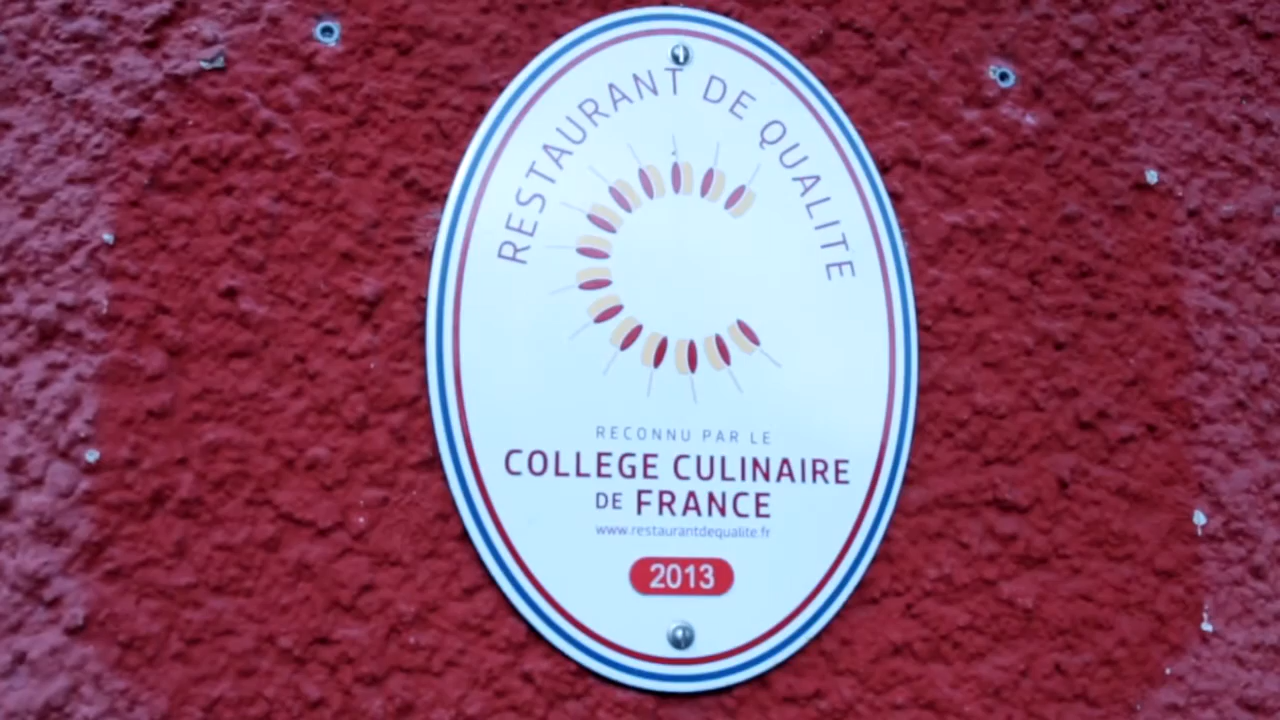 RESTAURANT DE QUALITE
RECONNU PAR LE
COLLEGE CULINAIRE
DE FRANCE
www.restaurantdequalite.fr
2013